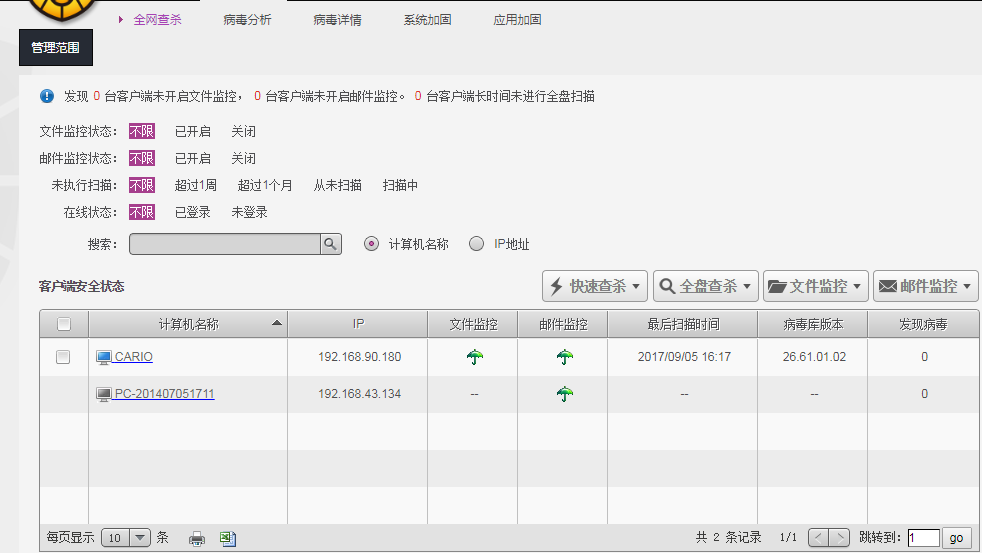 全网查杀 病毒分析 病毒详情 系统加固 应用加固
管理范围
发现 0 台客户端未开启文件监控， 0 台客户端未开启邮件监控。 0 台客户端长时间未进行全盘扫描
文件监控状态： 不限 已开启 关闭
邮件监控状态： 不限 已开启 关闭
未执行扫描： 不限 超过1周 超过1个月 从未扫描 扫描中
在线状态： 不限 已登录 未登录
搜索： 计算机名称 IP地址
客户端安全状态 快速查杀 全盘查杀 文件监控 邮件监控
计算机名称 IP 文件监控 邮件监控 最后扫描时间 病毒库版本 发现病毒
CARIO 192.168.90.180 2017/09/05 16:17 26.61.01.02 0
PC-201407051711 192.168.43.134 -- -- -- 0
每页显示 10 条 共 2 条记录 1/1 < > 跳转到: 1 go